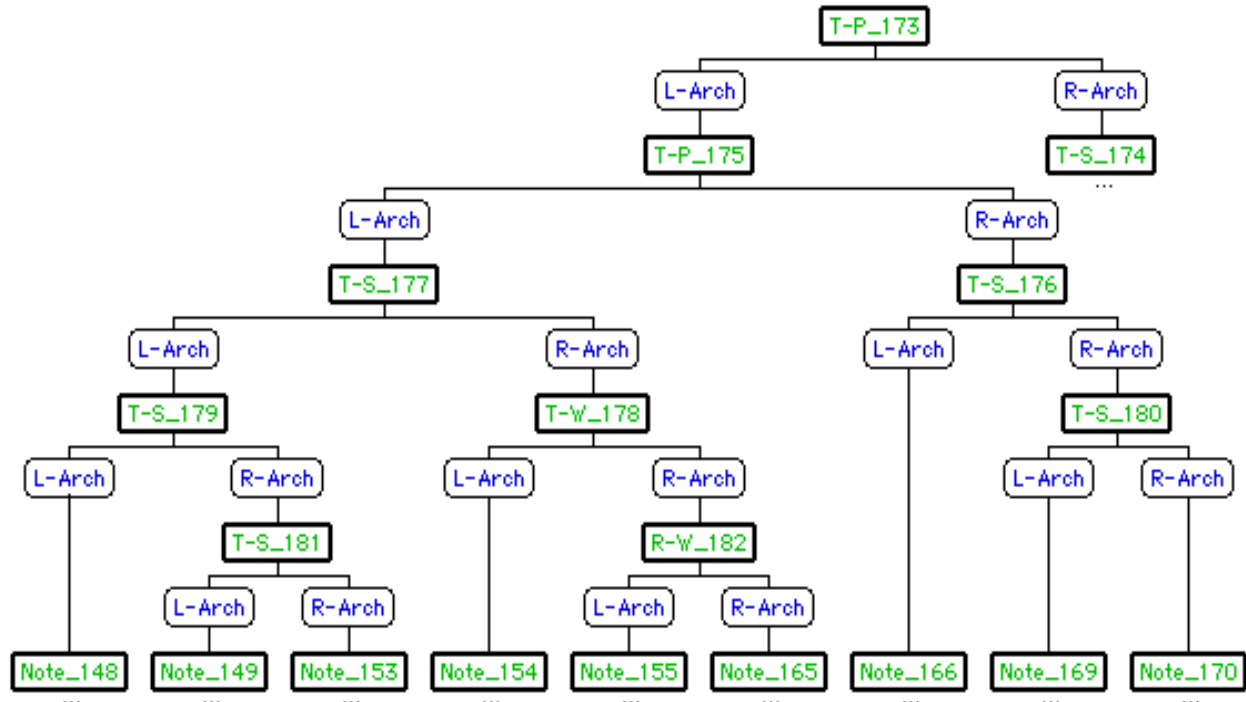 T-P_173
L-Arch R-Arch
T-P_175 T-S_174
...
L-Arch R-Arch
T-S_177 T-S_176
L-Arch R-Arch L-Arch R-Arch
T-S_179 T-W_178 T-S_180
L-Arch R-Arch L-Arch R-Arch L-Arch R-Arch
T-S_181 R-W_182
L-Arch R-Arch L-Arch R-Arch
Note_148 Note_149 Note_153 Note_154 Note_155 Note_165 Note_166 Note_169 Note_170
... ... ... ... ... ... ... ... ...